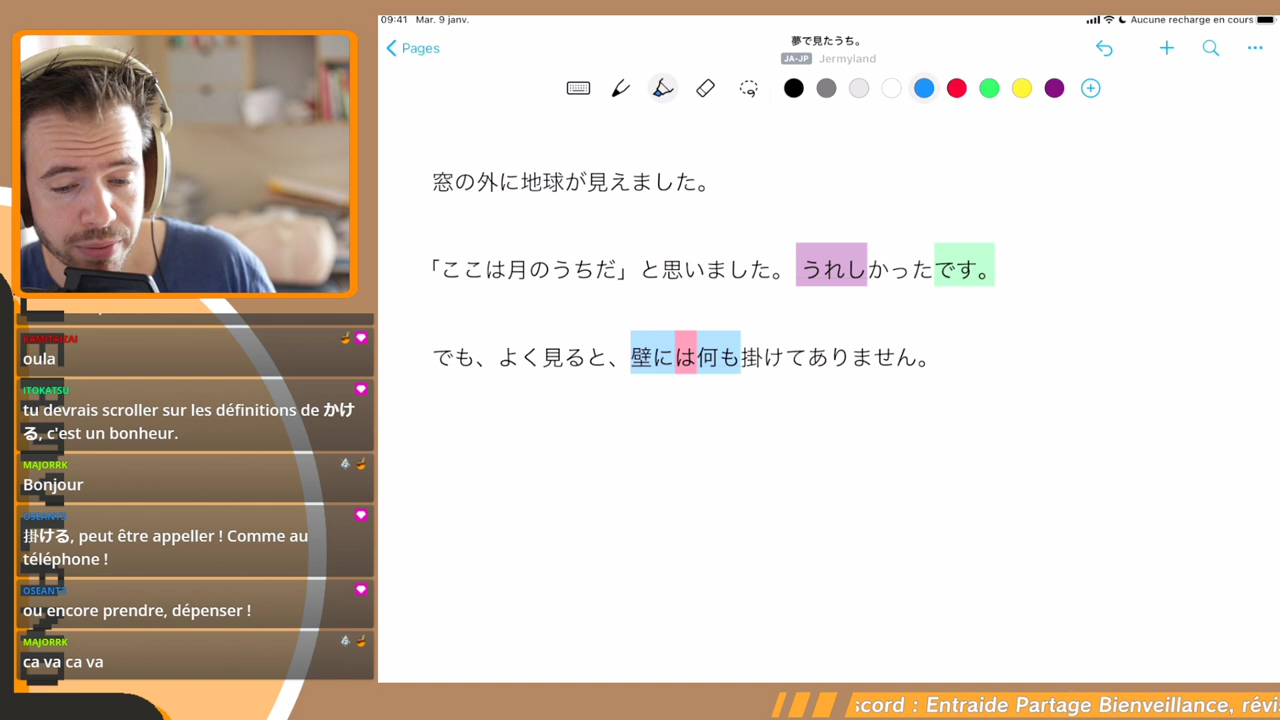 09:41 Mar. 9 janv.
Aucune recharge en cours
Pages
夢で見たうち。
JA-JP Jermyland
窓の外に地球が見えました。
「ここは月のうちだ」と思いました。うれしかったです。
でも、よく見ると、壁には何も掛けてありません。
oula
ITOKATSU
tu devrais scroller sur les définitions de かけ
る, c'est un bonheur.
MAJORRK
Bonjour
掛ける, peut être appeller ! Comme au
téléphone !
ou encore prendre, dépenser !
MAJORRK
ca va ca va
cord : Entraide Partage Bienveillance, révi